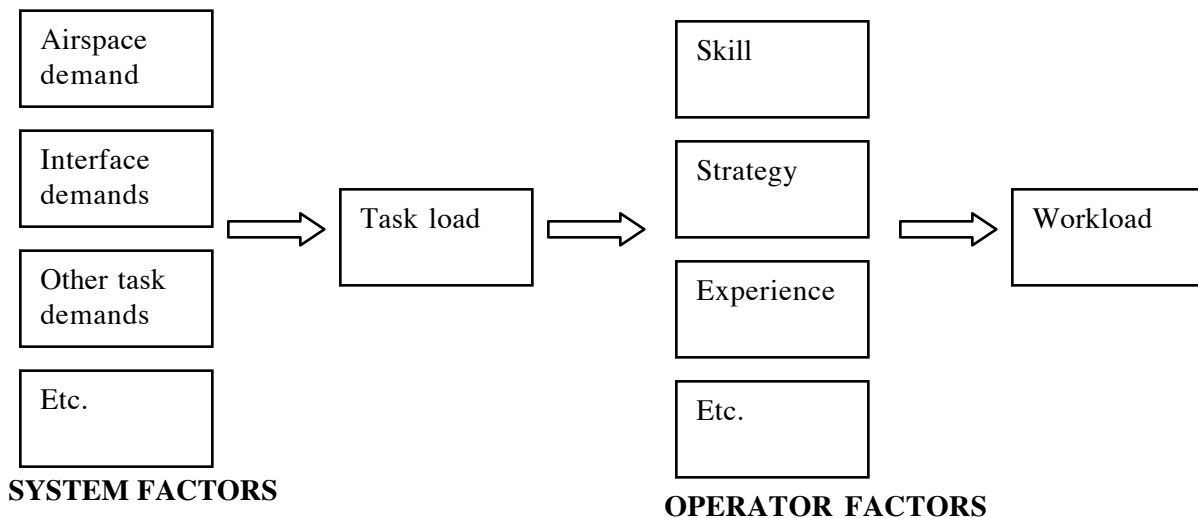 Airspace
demand
Interface
demands
Other task
demands
Etc.
SYSTEM FACTORS
Task load
Skill
Strategy
Experience
Etc.
OPERATOR FACTORS
Workload